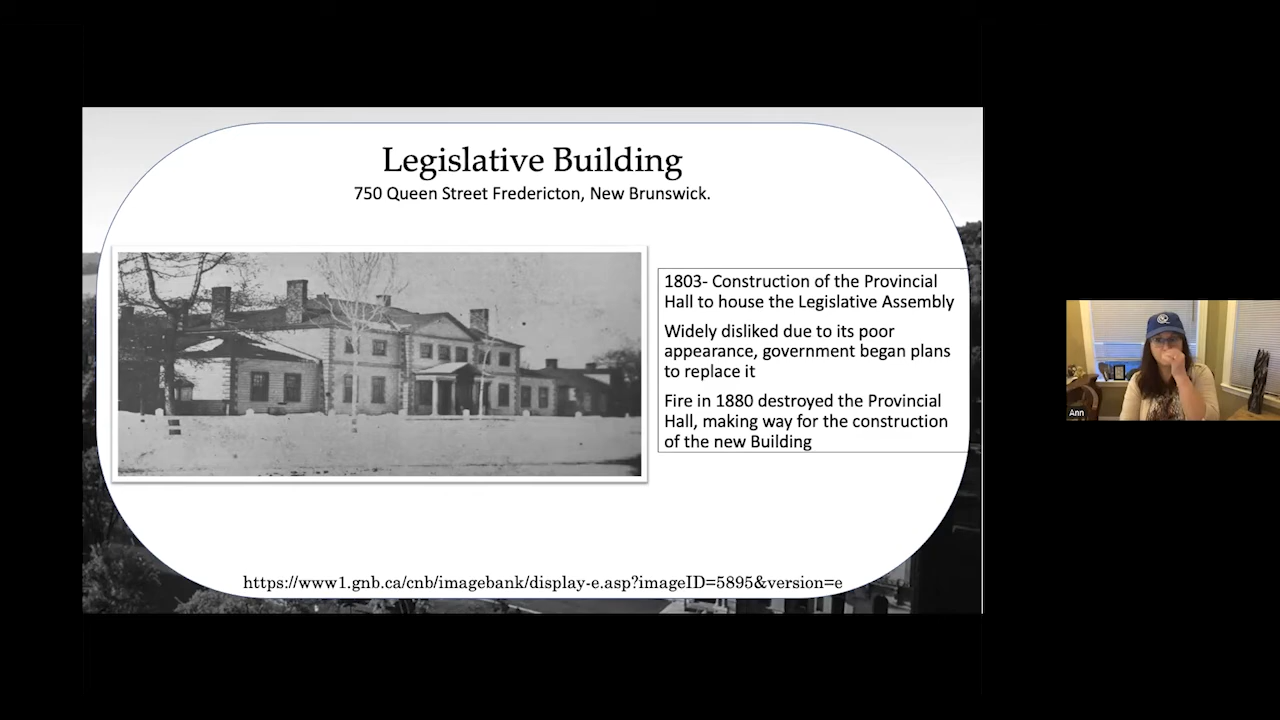 Legislative Building
750 Queen Street Fredericton, New Brunswick.
1803- Construction of the Provincial
Hall to house the Legislative Assembly
Widely disliked due to its poor
appearance, government began plans
to replace it
Fire in 1880 destroyed the Provincial
Hall, making way for the construction
of the new Building
https://www1.gnb.ca/cnb/imagebank/display-e.asp?imageID=5895&version=e
Ann